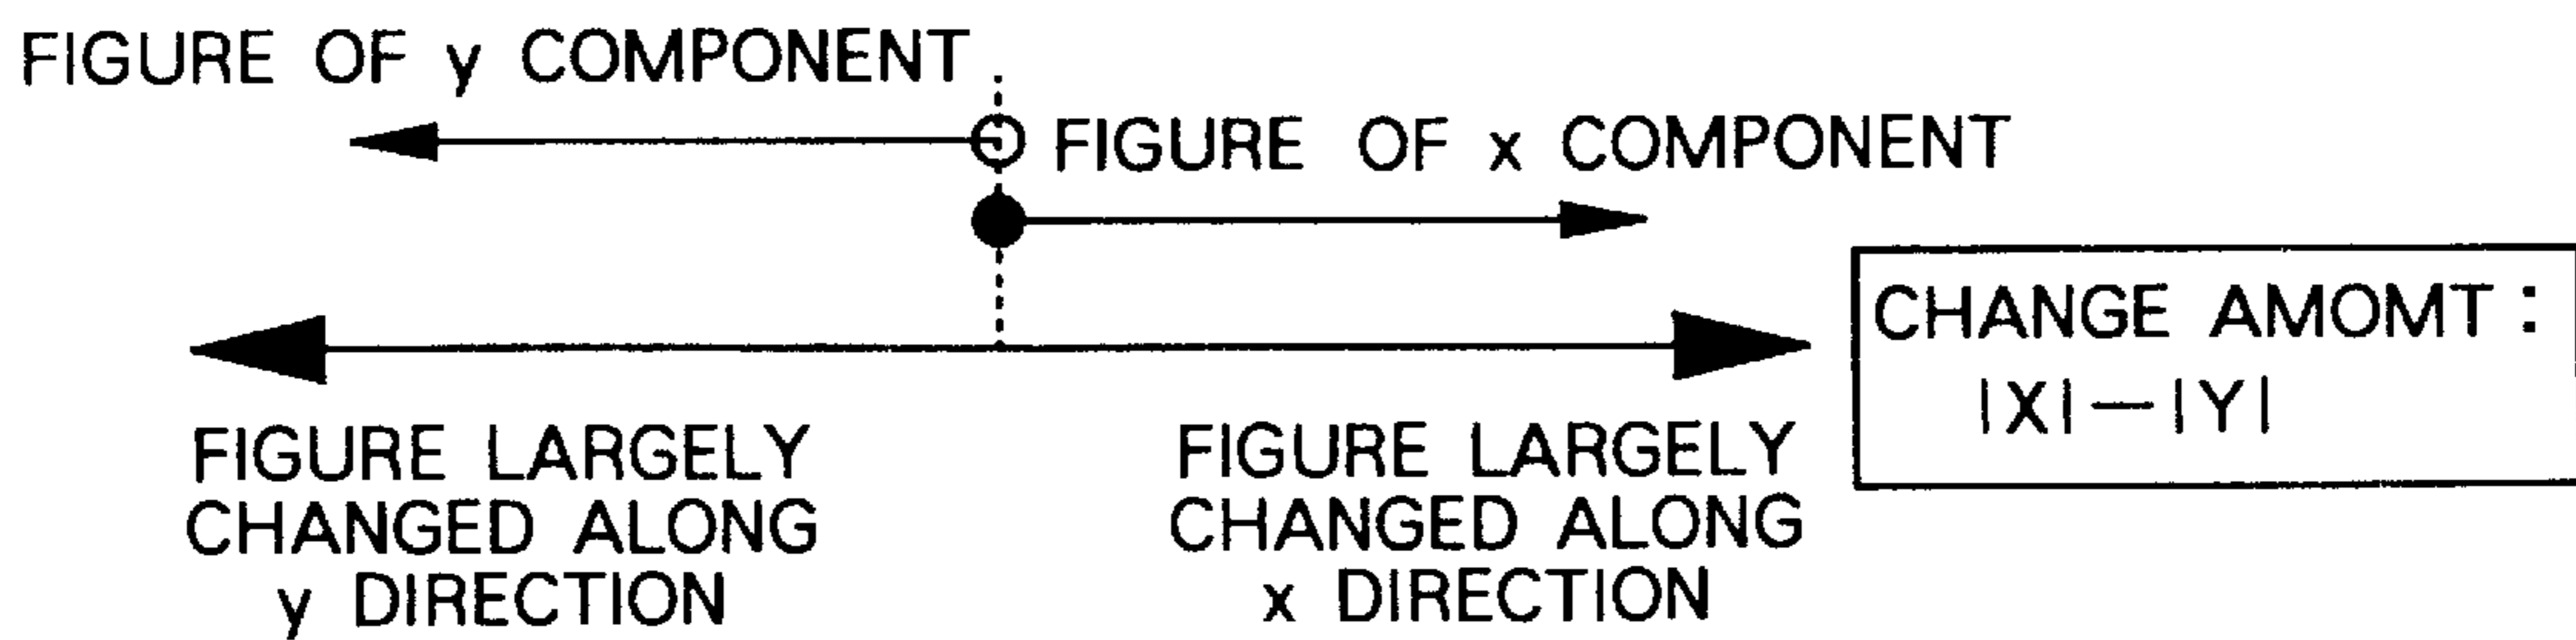 FIGURE OF y COMPONENT
FIGURE OF x COMPONENT
CHANGE AMOMT :
|X|—|Y|
FIGURE LARGELY
CHANGED ALONG
y DIRECTION
FIGURE LARGELY
CHANGED ALONG
x DIRECTION